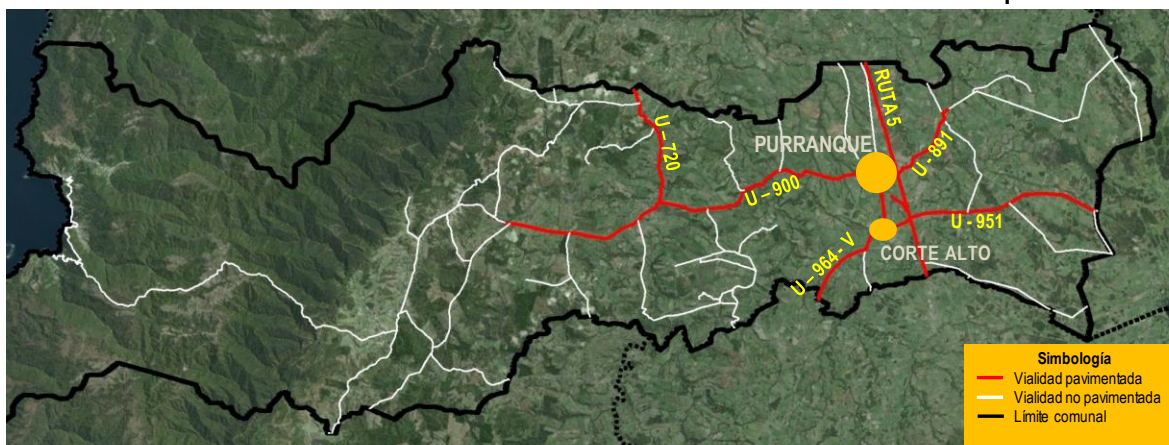 RUTA 5
U – 720
PURRANQUE
U - 891
U – 900
U - 951
CORTE ALTO
U – 964 - V
Simbología
Vialidad pavimentada
Vialidad no pavimentada
Límite comunal